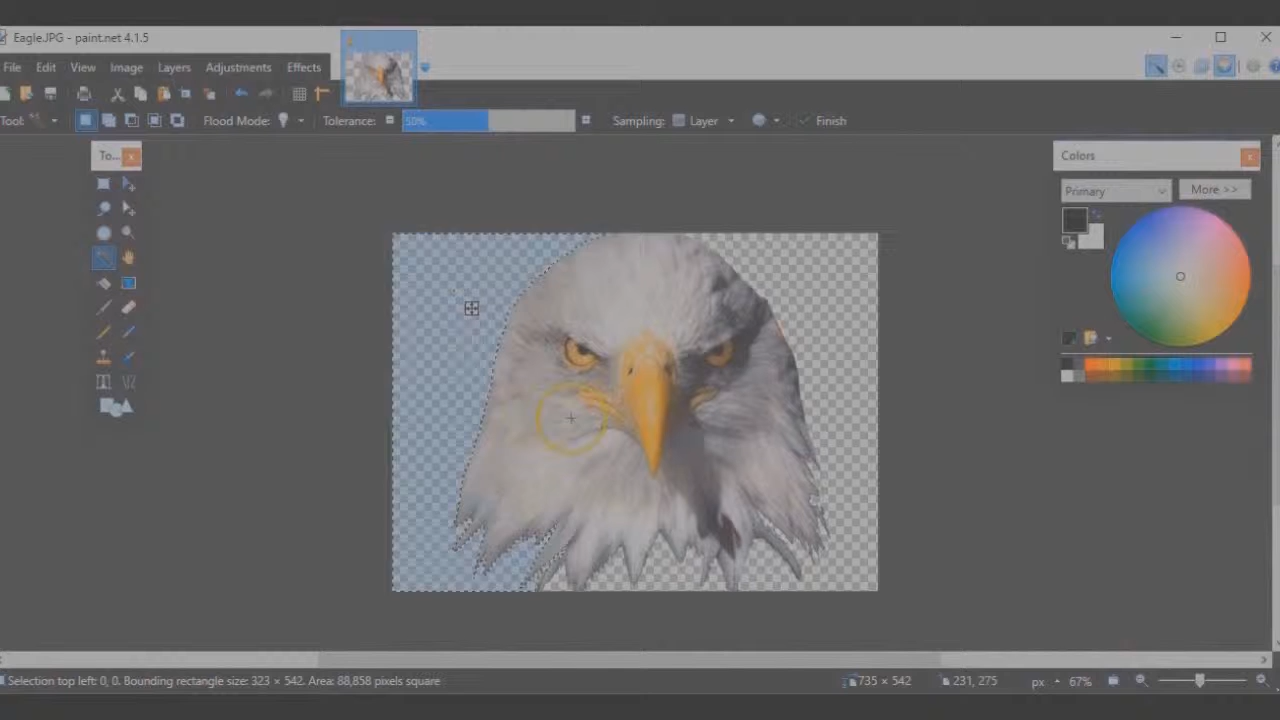 Eagle.JPG - paint.net 4.1.5
File Edit View Image Layers Adjustments Effects
Tool: Flood Mode: Tolerance: 50% Sampling: Layer Finish
To...
Colors
Primary More >>
Selection top left: 0, 0. Bounding rectangle size: 323 × 542. Area: 88,858 pixels square 735 × 542 231, 275 px 67%